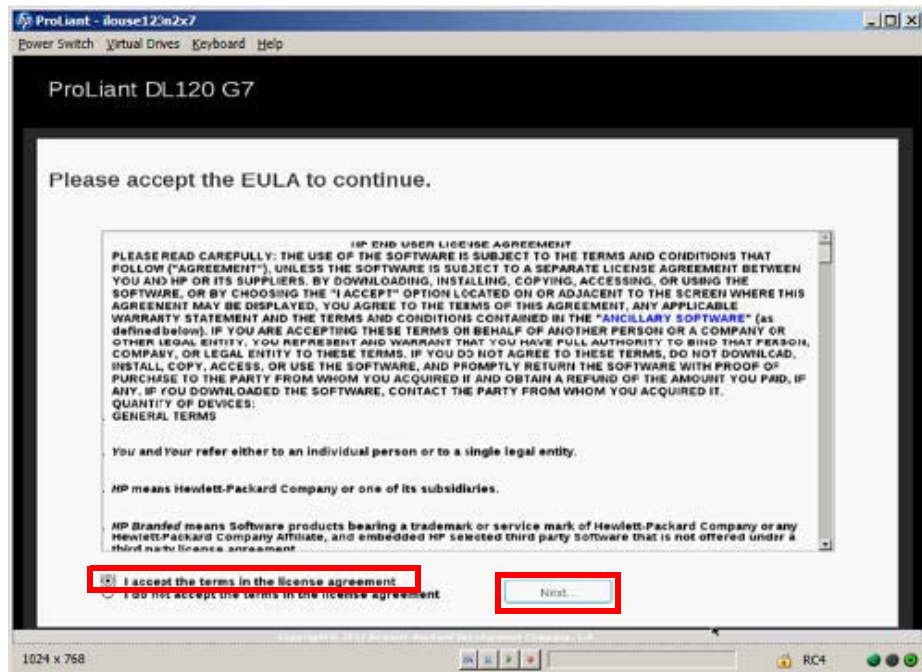 ProLiant - ilouse123n2x7
Power Switch Virtual Drives Keyboard Help
ProLiant DL120 G7
Please accept the EULA to continue.
HP END USER LICENSE AGREEMENT
PLEASE READ CAREFULLY: THE USE OF THE SOFTWARE IS SUBJECT TO THE TERMS AND CONDITIONS THAT
FOLLOW ("AGREEMENT"), UNLESS THE SOFTWARE IS SUBJECT TO A SEPARATE LICENSE AGREEMENT BETWEEN
YOU AND HP OR ITS SUPPLIERS. BY DOWNLOADING, INSTALLING, COPYING, ACCESSING, OR USING THE
SOFTWARE, OR BY CHOOSING THE "I ACCEPT" OPTION LOCATED ON OR ADJACENT TO THE SCREEN WHERE THIS
AGREEMENT MAY BE DISPLAYED, YOU AGREE TO THE TERMS OF THIS AGREEMENT, ANY APPLICABLE
WARRANTY STATEMENT AND THE TERMS AND CONDITIONS CONTAINED IN THE "ANCILLARY SOFTWARE" (as
defined below). IF YOU ARE ACCEPTING THESE TERMS ON BEHALF OF ANOTHER PERSON OR A COMPANY OR
OTHER LEGAL ENTITY, YOU REPRESENT AND WARRANT THAT YOU HAVE FULL AUTHORITY TO BIND THAT PERSON,
COMPANY, OR LEGAL ENTITY TO THESE TERMS. IF YOU DO NOT AGREE TO THESE TERMS, DO NOT DOWNLOAD,
INSTALL, COPY, ACCESS, OR USE THE SOFTWARE, AND PROMPTLY RETURN THE SOFTWARE WITH PROOF OF
PURCHASE TO THE PARTY FROM WHOM YOU ACQUIRED IT AND OBTAIN A REFUND OF THE AMOUNT YOU PAID, IF
ANY. IF YOU DOWNLOADED THE SOFTWARE, CONTACT THE PARTY FROM WHOM YOU ACQUIRED IT.
QUANTITY OF DEVICES:
GENERAL TERMS
You and Your refer either to an individual person or to a single legal entity.
HP means Hewlett-Packard Company or one of its subsidiaries.
HP Branded means Software products bearing a trademark or service mark of Hewlett-Packard Company or any
Hewlett-Packard Company Affiliate, and embedded HP selected third party Software that is not offered under a
third party license agreement.
I accept the terms in the license agreement
I do not accept the terms in the license agreement
Next...
1024 x 768
RC4